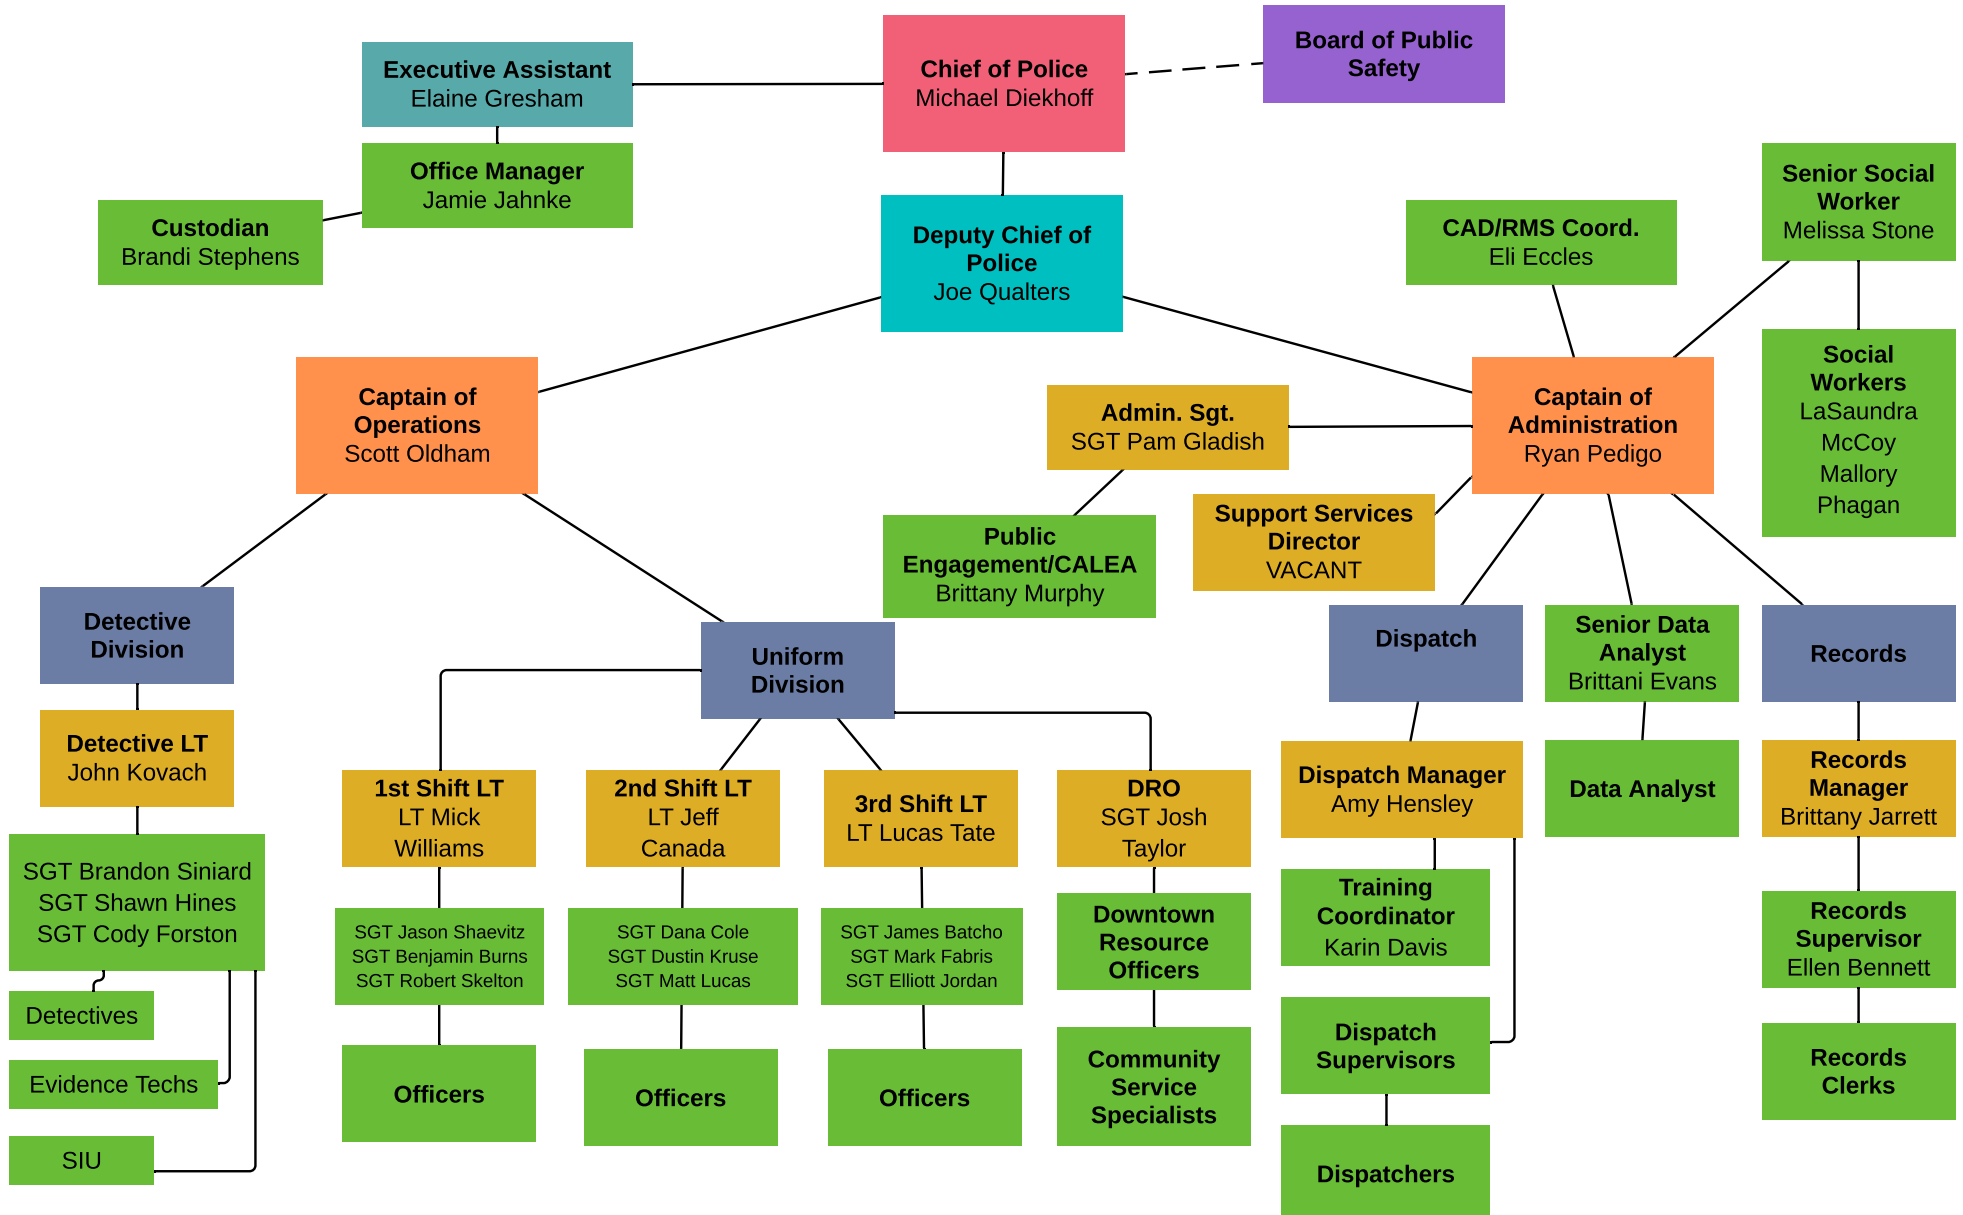 Executive Assistant
Elaine Gresham
Chief of Police
Michael Diekhoff
Board of Public
Safety
Office Manager
Jamie Jahnke
Custodian
Brandi Stephens
Deputy Chief of
Police
Joe Qualters
CAD/RMS Coord.
Eli Eccles
Senior Social
Worker
Melissa Stone
Social
Workers
LaSaundra
McCoy
Mallory
Phagan
Captain of
Operations
Scott Oldham
Admin. Sgt.
SGT Pam Gladish
Captain of
Administration
Ryan Pedigo
Public
Engagement/CALEA
Brittany Murphy
Support Services
Director
VACANT
Detective
Division
Uniform
Division
Dispatch
Senior Data
Analyst
Brittani Evans
Records
Detective LT
John Kovach
1st Shift LT
LT Mick
Williams
2nd Shift LT
LT Jeff
Canada
3rd Shift LT
LT Lucas Tate
DRO
SGT Josh
Taylor
Dispatch Manager
Amy Hensley
Data Analyst
Records
Manager
Brittany Jarrett
SGT Brandon Siniard
SGT Shawn Hines
SGT Cody Forston
SGT Jason Shaevitz
SGT Benjamin Burns
SGT Robert Skelton
SGT Dana Cole
SGT Dustin Kruse
SGT Matt Lucas
SGT James Batcho
SGT Mark Fabris
SGT Elliott Jordan
Downtown
Resource
Officers
Training
Coordinator
Karin Davis
Records
Supervisor
Ellen Bennett
Detectives
Evidence Techs
SIU
Officers
Officers
Officers
Community
Service
Specialists
Dispatch
Supervisors
Dispatchers
Records
Clerks